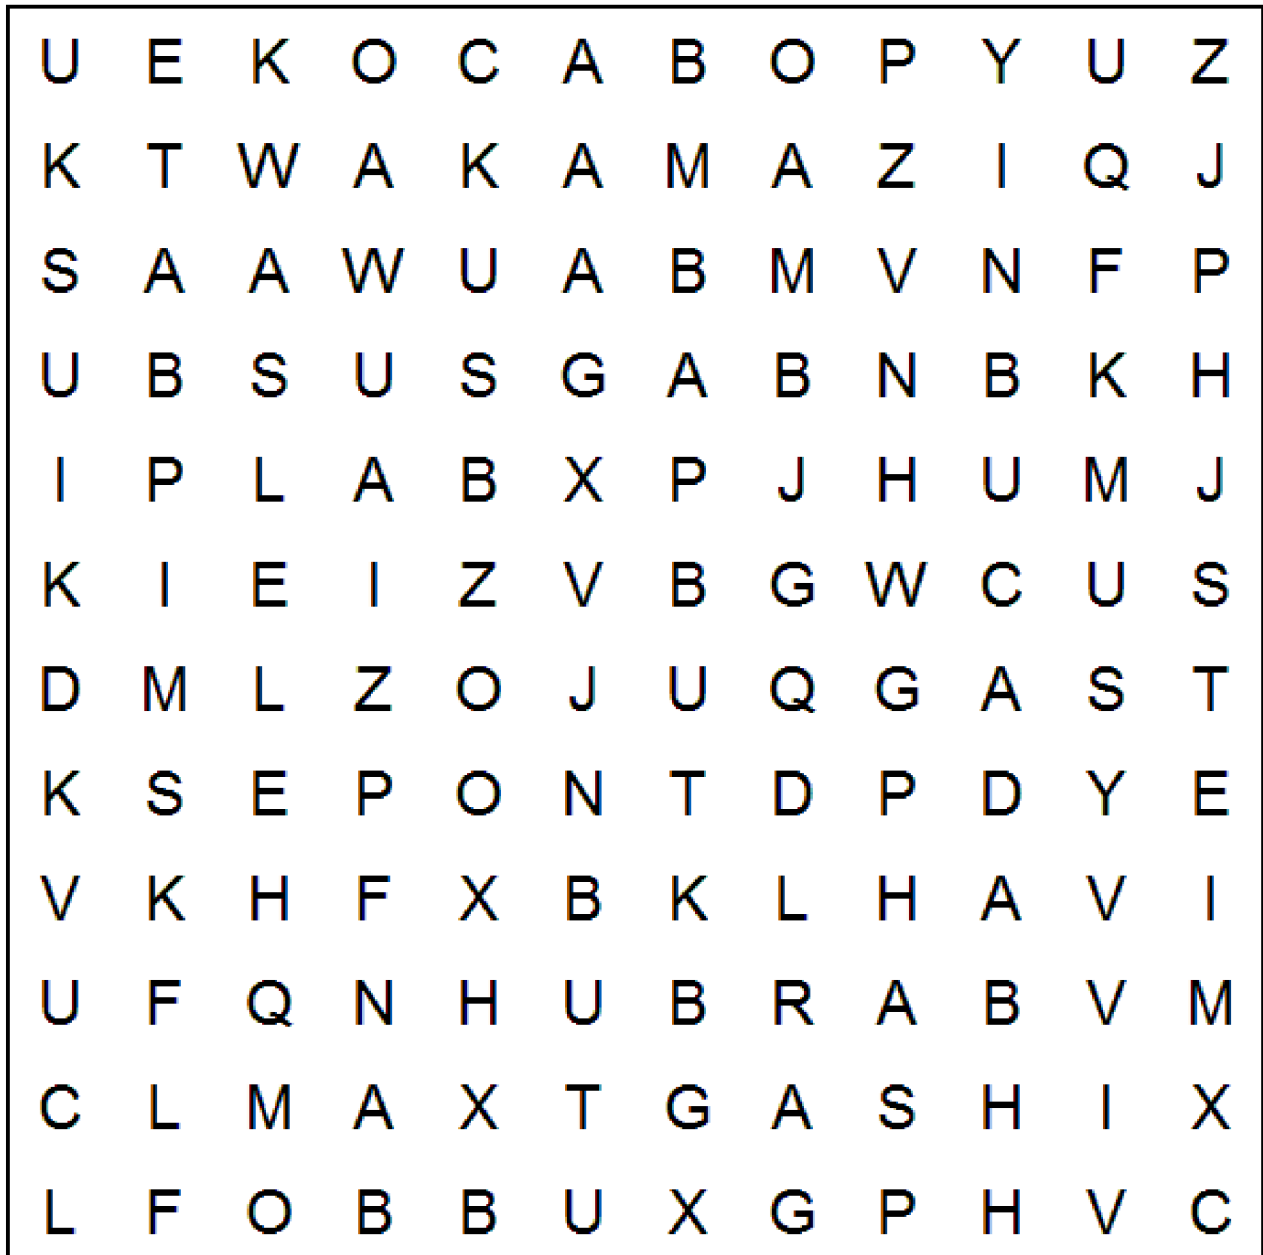 U E K O C A B O P Y U Z
K T W A K A M A Z I Q J
S A A W U A B M V N F P
U B S U S G A B N B K H
I P L A B X P J H U M J
K I E I Z V B G W C U S
D M L Z O J U Q G A S T
K S E P O N T D P D Y E
V K H F X B K L H A V I
U F Q N H U B R A B V M
C L M A X T G A S H I X
L F O B B U X G P H V C